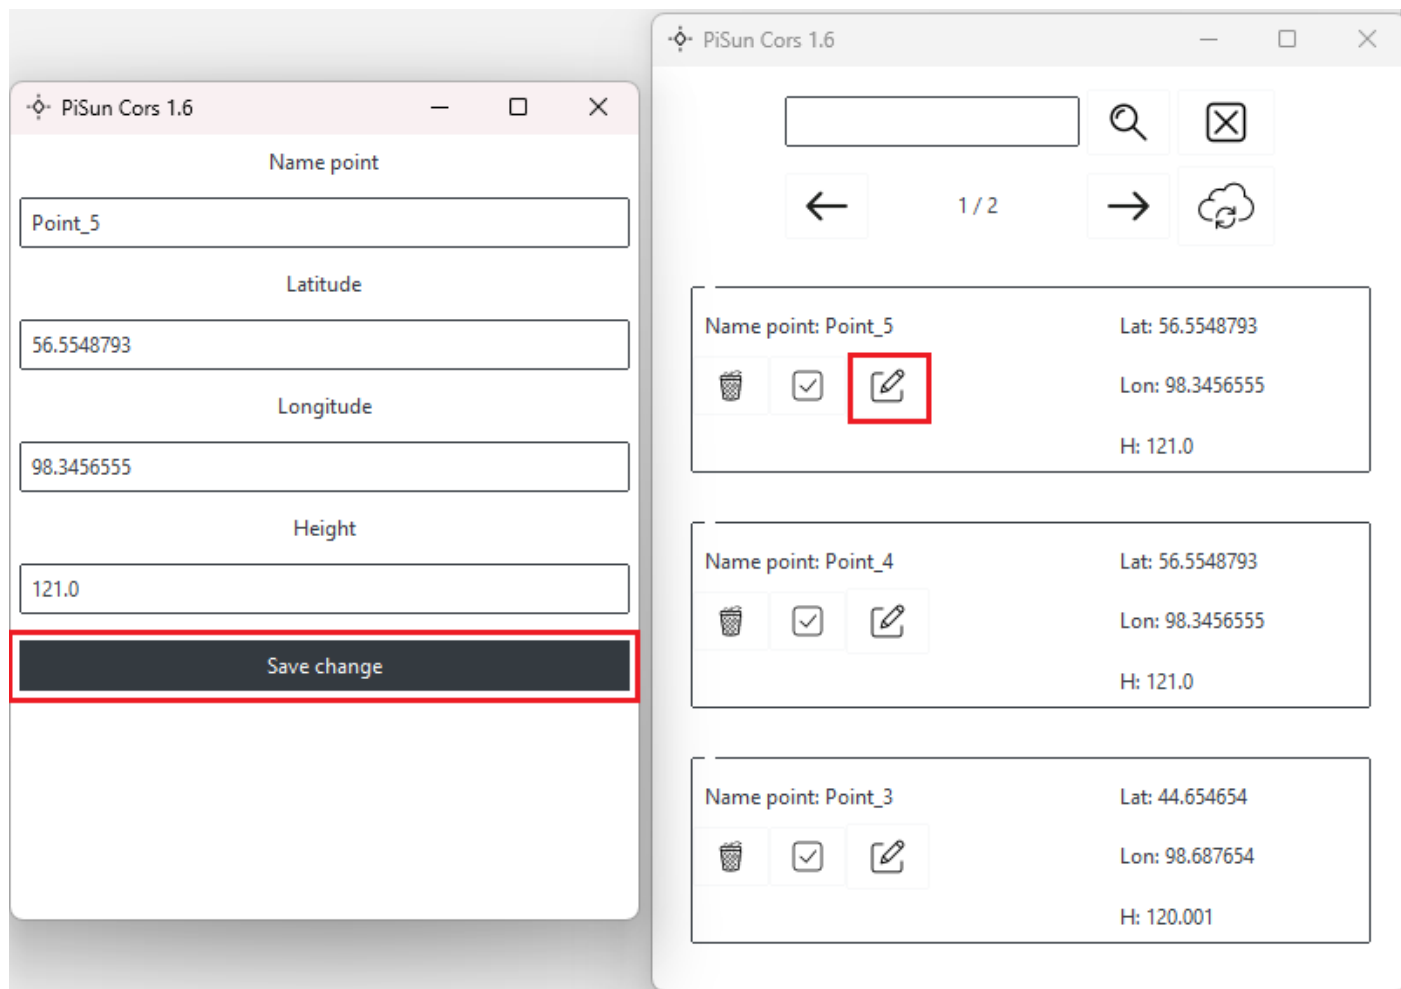 PiSun Cors 1.6
Name point
Point_5
Latitude
56.5548793
Longitude
98.3456555
Height
121.0
Save change
PiSun Cors 1.6
1 / 2
Name point: Point_5
Lat: 56.5548793
Lon: 98.3456555
H: 121.0
Name point: Point_4
Lat: 56.5548793
Lon: 98.3456555
H: 121.0
Name point: Point_3
Lat: 44.654654
Lon: 98.687654
H: 120.001